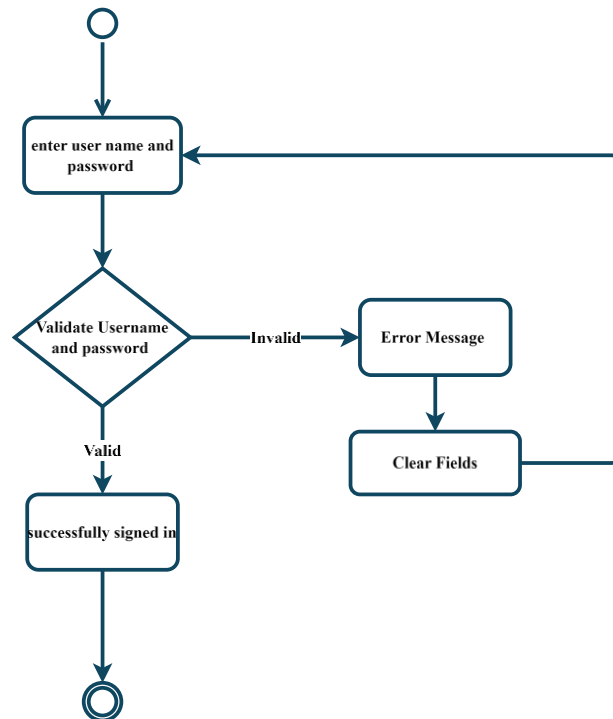 enter user name and
password
Validate Username
and password
Invalid
Error Message
Valid
Clear Fields
successfully signed in